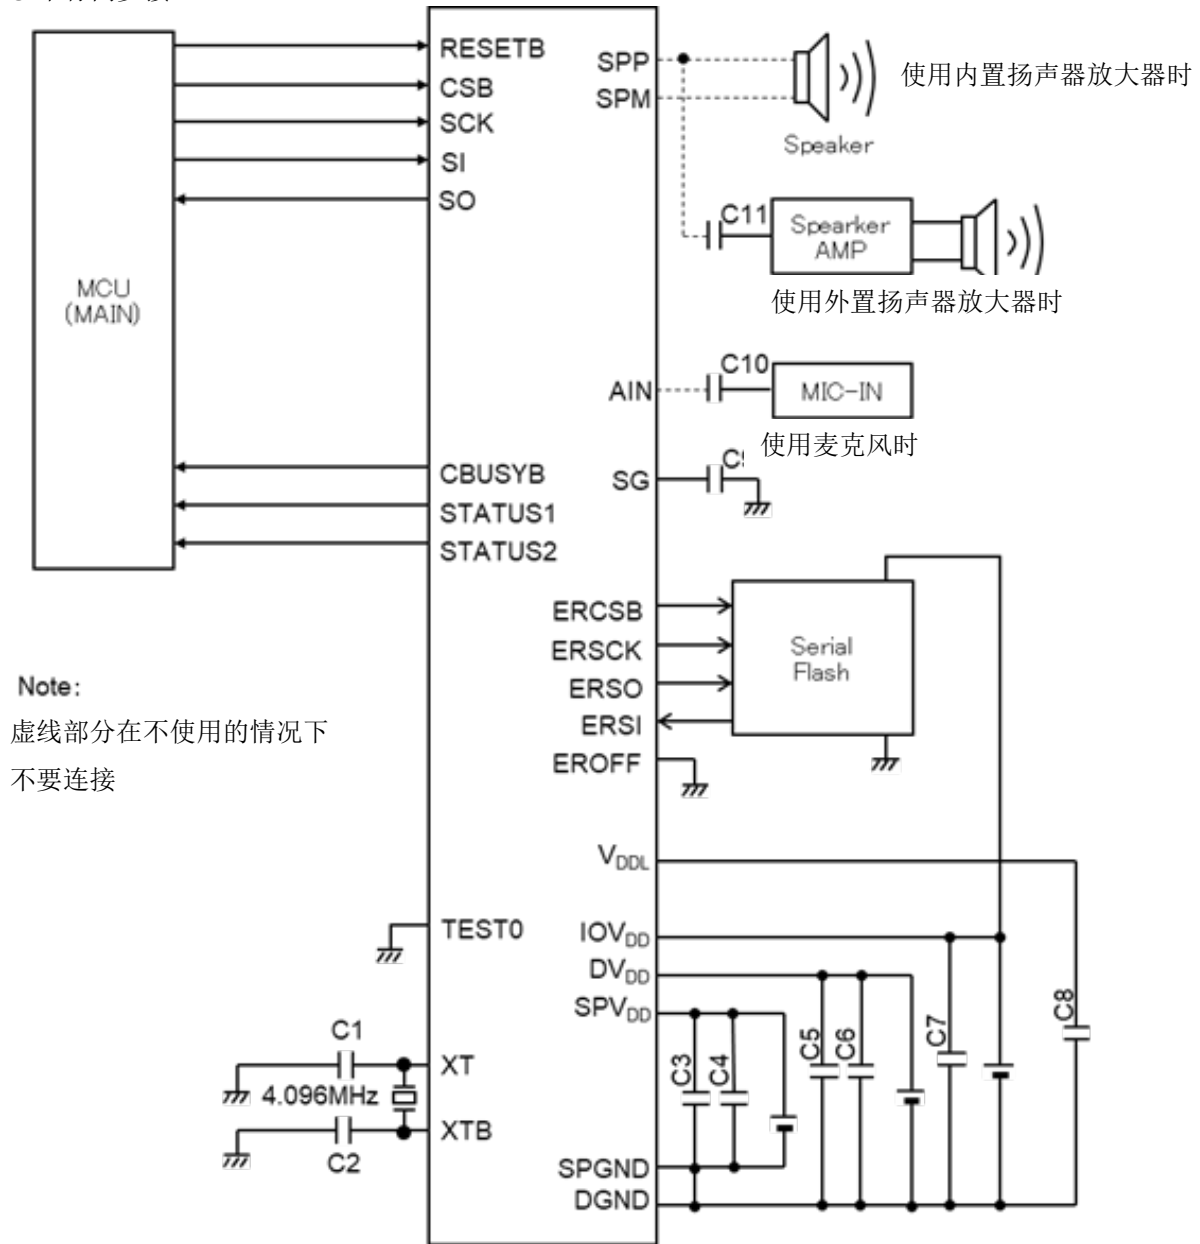 RESETB
CSB
SCK
SI
SO
SPP
SPM
Speaker
使用内置扬声器放大器时
C11
Spearker
AMP
使用外置扬声器放大器时
MCU
(MAIN)
C10
AIN
MIC-IN
使用麦克风时
CBUSYB
STATUS1
STATUS2
SG
ERCSB
ERSCK
ERSO
ERSI
EROFF
Serial
Flash
Note:
虚线部分在不使用的情况下
不要连接
VDDL
TEST0
IOVDD
DVDD
SPVDD
C1
XT
4.096MHz
XTB
C2
C3
C4
C5
C6
C7
C8
SPGND
DGND